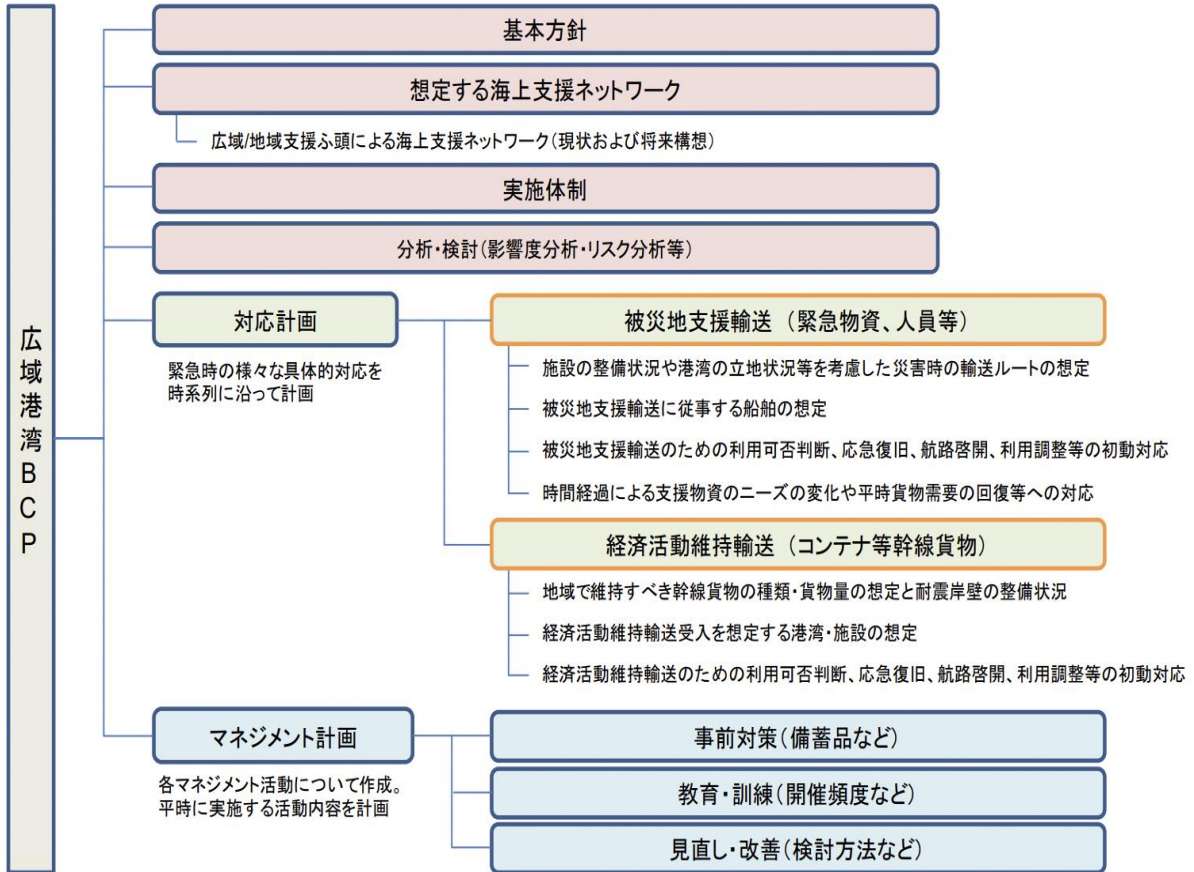 広域港湾BCP
基本方針
想定する海上支援ネットワーク
広域/地域支援ふ頭による海上支援ネットワーク(現状および将来構想)
実施体制
分析・検討(影響度分析・リスク分析等)
対応計画
緊急時の様々な具体的対応を
時系列に沿って計画
被災地支援輸送 (緊急物資、人員等)
施設の整備状況や港湾の立地状況等を考慮した災害時の輸送ルートの想定
被災地支援輸送に従事する船舶の想定
被災地支援輸送のための利用可否判断、応急復旧、航路啓開、利用調整等の初動対応
時間経過による支援物資のニーズの変化や平時貨物需要の回復等への対応
経済活動維持輸送 (コンテナ等幹線貨物)
地域で維持すべき幹線貨物の種類・貨物量の想定と耐震岸壁の整備状況
経済活動維持輸送受入を想定する港湾・施設の想定
経済活動維持輸送のための利用可否判断、応急復旧、航路啓開、利用調整等の初動対応
マネジメント計画
各マネジメント活動について作成。
平時に実施する活動内容を計画
事前対策(備蓄品など)
教育・訓練(開催頻度など)
見直し・改善(検討方法など)